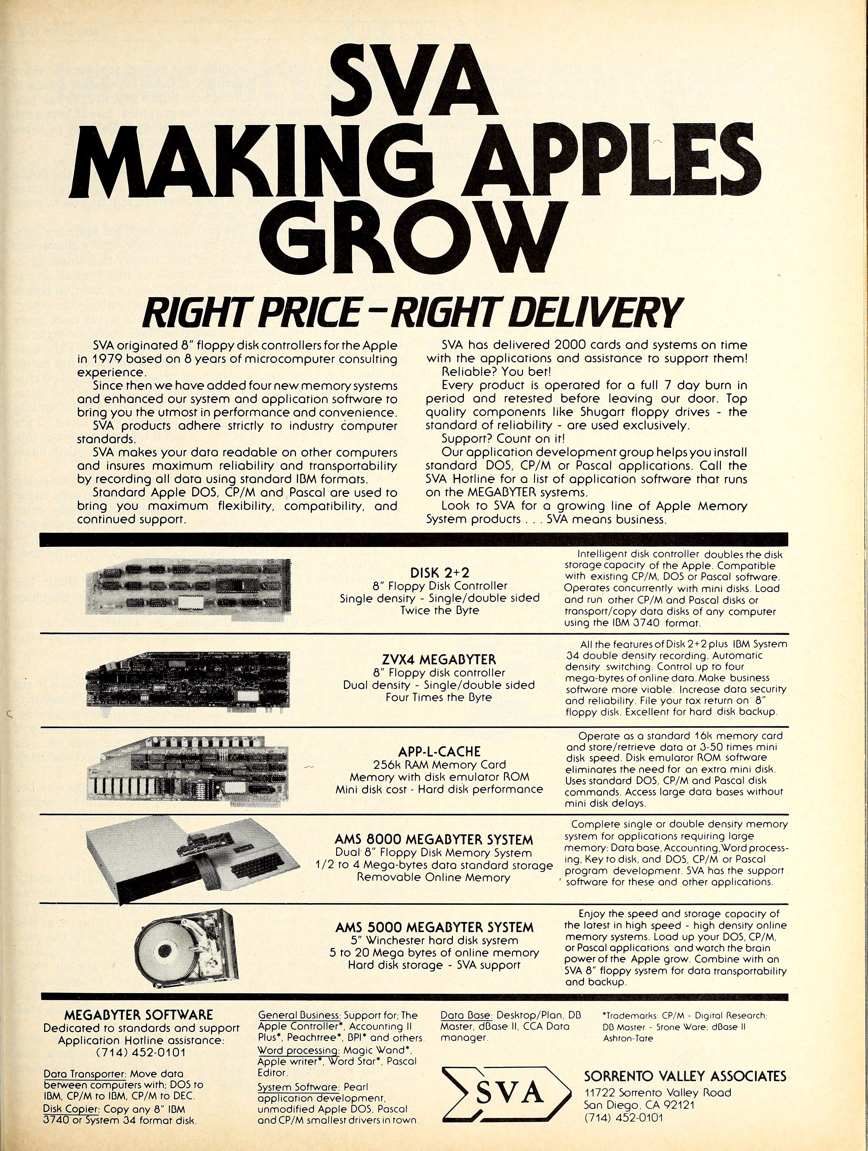 SVA
MAKING APPLES
GROW
RIGHT PRICE – RIGHT DELIVERY
SVA originated 8" floppy disk controllers for the Apple
in 1979 based on 8 years of microcomputer consulting
experience.
Since then we have added four new memory systems
and enhanced our system and application software to
bring you the utmost in performance and convenience.
SVA products adhere strictly to industry computer
standards.
SVA makes your data readable on other computers
and insures maximum reliability and transportability
by recording all data using standard IBM formats.
Standard Apple DOS, CP/M and Pascal are used to
bring you maximum flexibility, compatibility, and
continued support.
SVA has delivered 2000 cards and systems on time
with the applications and assistance to support them!
Reliable? You bet!
Every product is operated for a full 7 day burn in
period and retested before leaving our door. Top
quality components like Shugart floppy drives - the
standard of reliability - are used exclusively.
Support? Count on it!
Our application development group helps you install
standard DOS, CP/M or Pascal applications. Call the
SVA Hotline for a list of application software that runs
on the MEGABYTER systems.
Look to SVA for a growing line of Apple Memory
System products . . . SVA means business.
DISK 2+2
8" Floppy Disk Controller
Single density - Single/double sided
Twice the Byte
Intelligent disk controller doubles the disk
storage capacity of the Apple. Compatible
with existing CP/M, DOS or Pascal software.
Operates concurrently with mini disks. Load
and run other CP/M and Pascal disks or
transport/copy data disks of any computer
using the IBM 3740 format.
ZVX4 MEGABYTER
8" Floppy disk controller
Dual density - Single/double sided
Four Times the Byte
All the features of Disk 2+2 plus IBM System
34 double density recording. Automatic
density switching. Control up to four
mega-bytes of online data. Make business
software more viable. Increase data security
and reliability. File your tax return on 8"
floppy disk. Excellent for hard disk backup.
APP-L-CACHE
256k RAM Memory Card
Memory with disk emulator ROM
Mini disk cost - Hard disk performance
Operate as a standard 16k memory card
and store/retrieve data at 3-50 times mini
disk speed. Disk emulator ROM software
eliminates the need for an extra mini disk.
Uses standard DOS, CP/M and Pascal disk
commands. Access large data bases without
mini disk delays.
AMS 8000 MEGABYTER SYSTEM
Dual 8" Floppy Disk Memory System
1/2 to 4 Mega-bytes data standard storage
Removable Online Memory
Complete single or double density memory
system for applications requiring large
memory: Data base, Accounting, Word process-
ing, Key to disk, and DOS, CP/M or Pascal
program development. SVA has the support
software for these and other applications.
AMS 5000 MEGABYTER SYSTEM
5" Winchester hard disk system
5 to 20 Mega bytes of online memory
Hard disk storage - SVA support
Enjoy the speed and storage capacity of
the latest in high speed - high density online
memory systems. Load up your DOS, CP/M,
or Pascal applications and watch the brain
power of the Apple grow. Combine with an
SVA 8" floppy system for data transportability
and backup.
MEGABYTER SOFTWARE
Dedicated to standards and support
Application Hotline assistance:
(714) 452-0101
Data Transporter: Move data
between computers with; DOS to
IBM, CP/M to IBM, CP/M to DEC.
Disk Copier: Copy any 8" IBM
3740 or System 34 format disk.
General Business: Support for; The
Apple Controller*, Accounting II
Plus*, Peachtree*, BPI* and others.
Word processing: Magic Wand*,
Apple writer*, Word Star*, Pascal
Editor.
System Software: Pearl
application development,
unmodified Apple DOS, Pascal
and CP/M smallest drivers in town.
Data Base: Desktop/Plan, DB
Master, dBase II, CCA Data
manager.
*Trademarks: CP/M - Digital Research;
DB Master - Stone Ware; dBase II
Ashton-Tate
SVA
SORRENTO VALLEY ASSOCIATES
11722 Sorrento Valley Road
San Diego, CA 92121
(714) 452-0101